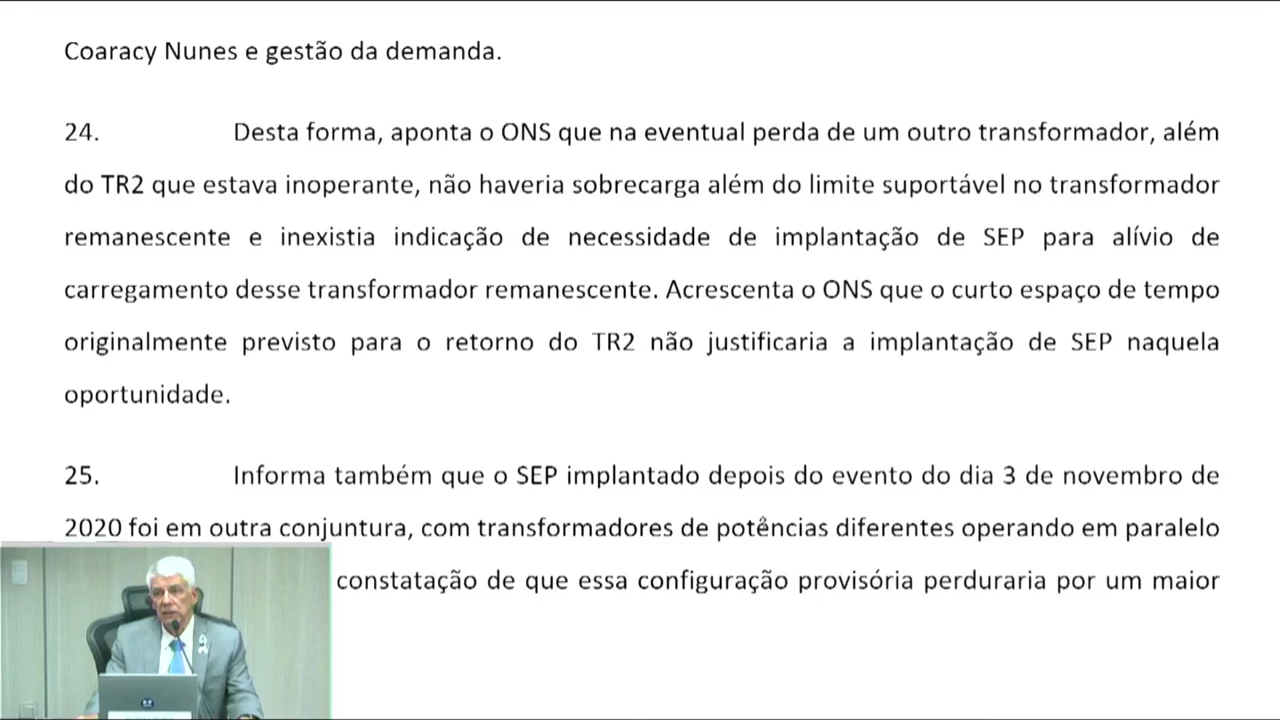 Coaracy Nunes e gestão da demanda.
24. Desta forma, aponta o ONS que na eventual perda de um outro transformador, além
do TR2 que estava inoperante, não haveria sobrecarga além do limite suportável no transformador
remanescente e inexistia indicação de necessidade de implantação de SEP para alívio de
carregamento desse transformador remanescente. Acrescenta o ONS que o curto espaço de tempo
originalmente previsto para o retorno do TR2 não justificaria a implantação de SEP naquela
oportunidade.
25. Informa também que o SEP implantado depois do evento do dia 3 de novembro de
2020 foi em outra conjuntura, com transformadores de potências diferentes operando em paralelo
constatação de que essa configuração provisória perduraria por um maior